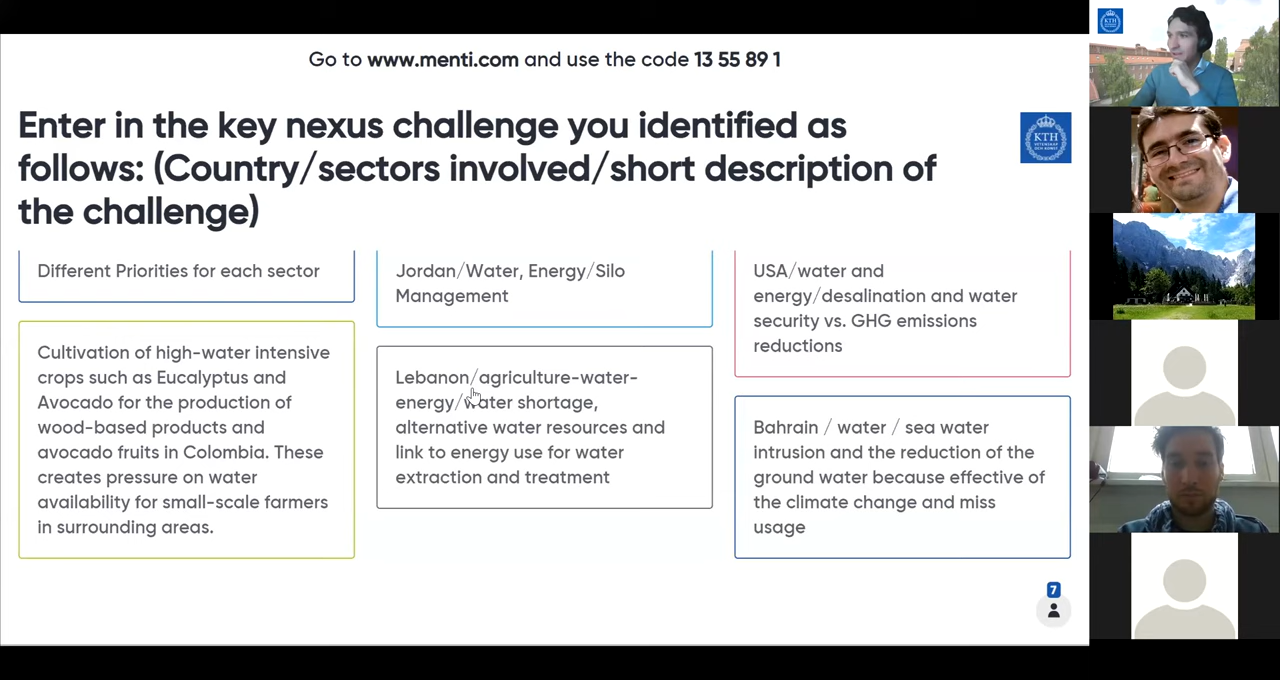 Go to www.menti.com and use the code 13 55 89 1
Enter in the key nexus challenge you identified as
follows: (Country/sectors involved/short description of
the challenge)
KTH
VETENSKAP
OCH KONST
Different Priorities for each sector
Cultivation of high-water intensive
crops such as Eucalyptus and
Avocado for the production of
wood-based products and
avocado fruits in Colombia. These
creates pressure on water
availability for small-scale farmers
in surrounding areas.
Jordan/Water, Energy/Silo
Management
Lebanon/agriculture-water-
energy/water shortage,
alternative water resources and
link to energy use for water
extraction and treatment
USA/water and
energy/desalination and water
security vs. GHG emissions
reductions
Bahrain / water / sea water
intrusion and the reduction of the
ground water because effective of
the climate change and miss
usage
7
KTH